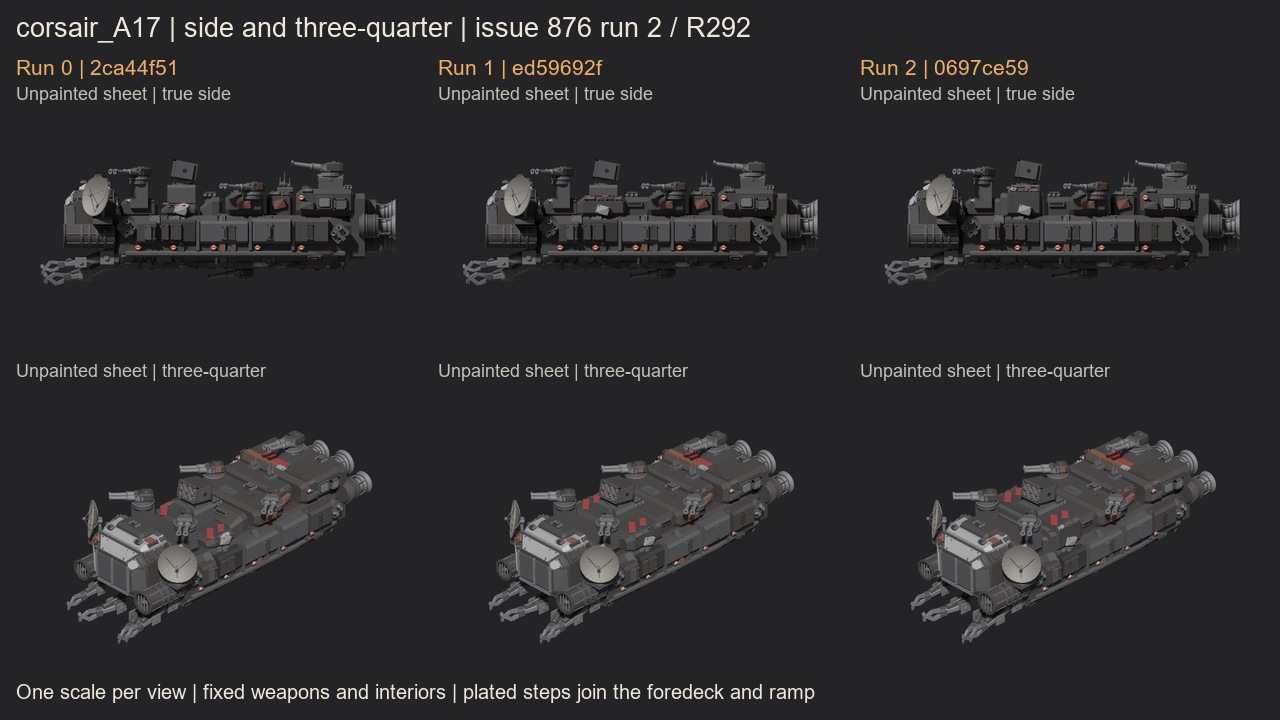 corsair_A17 | side and three-quarter | issue 876 run 2 / R292
Run 0 | 2ca44f51
Run 1 | ed59692f
Run 2 | 0697ce59
Unpainted sheet | true side
Unpainted sheet | true side
Unpainted sheet | true side
Unpainted sheet | three-quarter
Unpainted sheet | three-quarter
Unpainted sheet | three-quarter
One scale per view | fixed weapons and interiors | plated steps join the foredeck and ramp